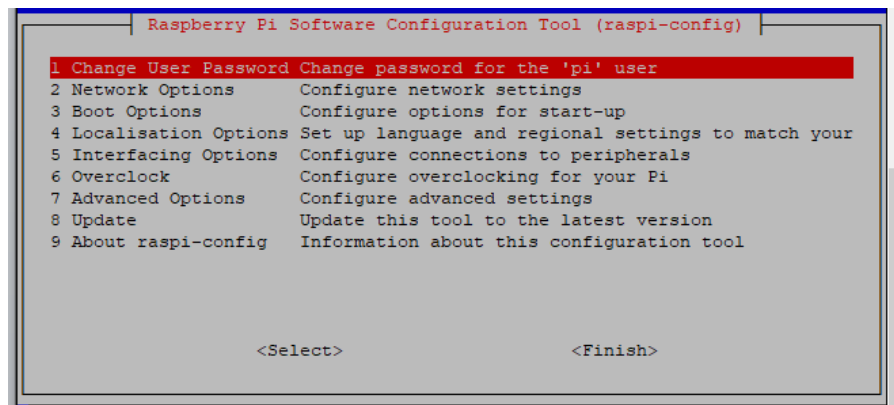 Raspberry Pi Software Configuration Tool (raspi-config)
1 Change User Password Change password for the 'pi' user
2 Network Options Configure network settings
3 Boot Options Configure options for start-up
4 Localisation Options Set up language and regional settings to match your
5 Interfacing Options Configure connections to peripherals
6 Overclock Configure overclocking for your Pi
7 Advanced Options Configure advanced settings
8 Update Update this tool to the latest version
9 About raspi-config Information about this configuration tool
<Select> <Finish>